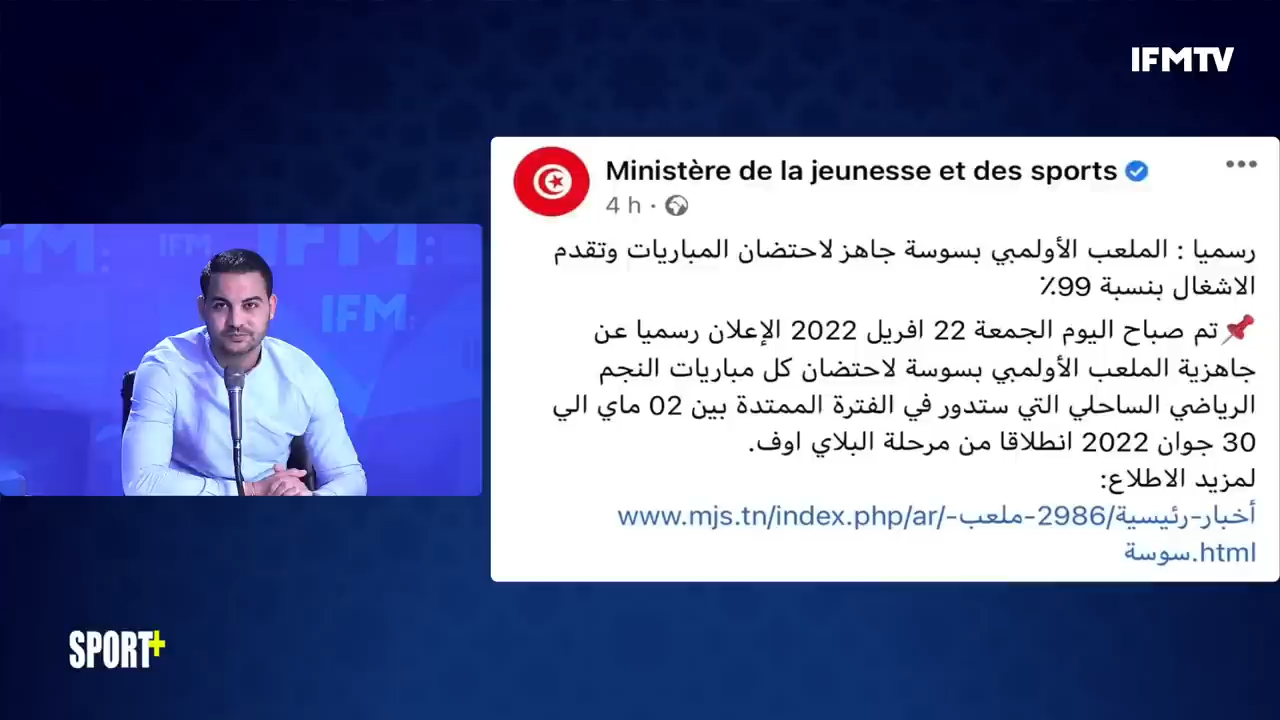 IFMTV
Ministère de la jeunesse et des sports
4 h ·
رسميا : الملعب الأولمبي بسوسة جاهز لاحتضان المباريات وتقدم
الاشغال بنسبة 99٪
تم صباح اليوم الجمعة 22 افريل 2022 الإعلان رسميا عن
جاهزية الملعب الأولمبي بسوسة لاحتضان كل مباريات النجم
الرياضي الساحلي التي ستدور في الفترة الممتدة بين 02 ماي الي
30 جوان 2022 انطلاقا من مرحلة البلاي اوف.
لمزيد الاطلاع:
www.mjs.tn/index.php/ar/أخبار-رئيسية/2986-ملعب-
سوسة.html
IFM:
IFM:
IFM:
IFM:
SPORT+